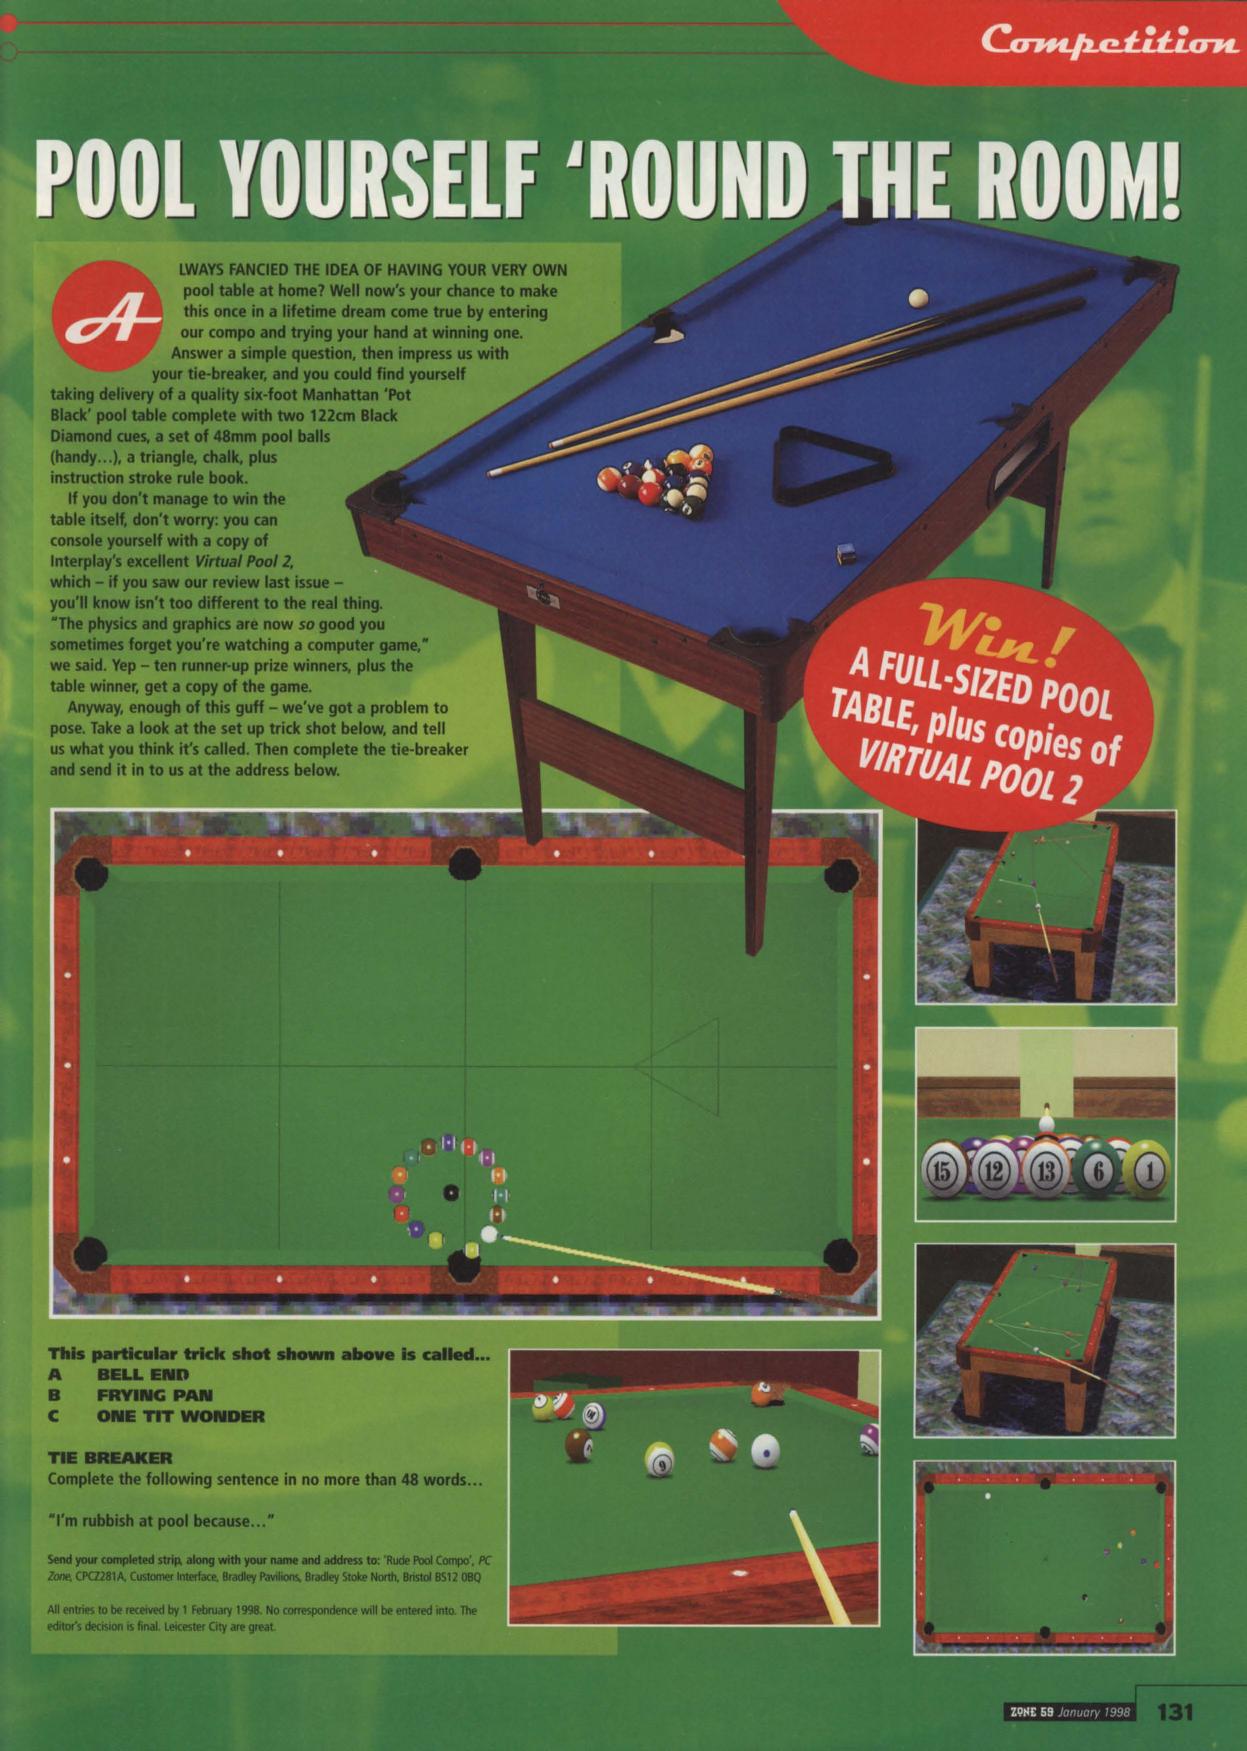 Competition
POOL YOURSELF ‘ROUND THE ROOM!
ALWAYS FANCIED THE IDEA OF HAVING YOUR VERY OWN
pool table at home? Well now's your chance to make
this once in a lifetime dream come true by entering
our compo and trying your hand at winning one.
Answer a simple question, then impress us with
your tie-breaker, and you could find yourself
taking delivery of a quality six-foot Manhattan ‘Pot
Black’ pool table complete with two 122cm Black
Diamond cues, a set of 48mm pool balls
(handy…), a triangle, chalk, plus
instruction stroke rule book.
If you don't manage to win the
table itself, don't worry: you can
console yourself with a copy of
Interplay's excellent Virtual Pool 2,
which – if you saw our review last issue –
you'll know isn't too different to the real thing.
“The physics and graphics are now so good you
sometimes forget you're watching a computer game,”
we said. Yep – ten runner-up prize winners, plus the
table winner, get a copy of the game.
Anyway, enough of this guff – we've got a problem to
pose. Take a look at the set up trick shot below, and tell
us what you think it's called. Then complete the tie-breaker
and send it in to us at the address below.
Win!
A FULL-SIZED POOL
TABLE, plus copies of
VIRTUAL POOL 2
15 12 13 6 1
This particular trick shot shown above is called...
A BELL END
B FRYING PAN
C ONE TIT WONDER
TIE BREAKER
Complete the following sentence in no more than 48 words…
“I'm rubbish at pool because…”
Send your completed strip, along with your name and address to: ‘Rude Pool Compo’, PC
Zone, CPCZ281A, Customer Interface, Bradley Pavilions, Bradley Stoke North, Bristol BS12 0BQ
All entries to be received by 1 February 1998. No correspondence will be entered into. The
editor's decision is final. Leicester City are great.
9
ZONE 59 January 1998 131